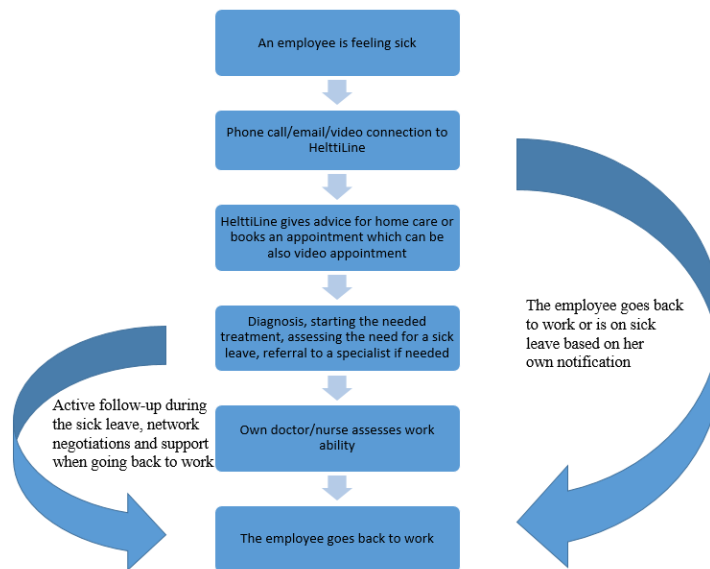 An employee is feeling sick
Phone call/email/video connection to
HelttiLine
HelttiLine gives advice for home care or
books an appointment which can be
also video appointment
The employee goes back
to work or is on sick
leave based on her
own notification
Diagnosis, starting the needed
treatment, assessing the need for a sick
leave, referral to a specialist if needed
Active follow-up during
the sick leave, network
negotiations and support
when going back to work
Own doctor/nurse assesses work
ability
The employee goes back to work